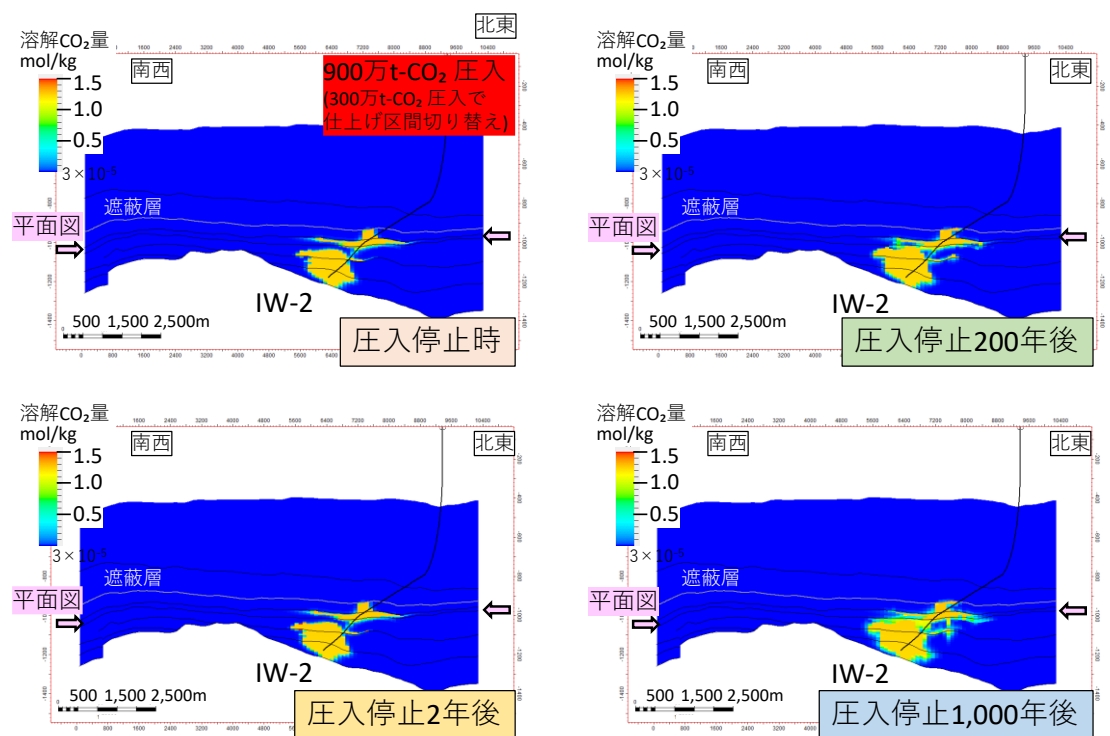 溶解CO₂量
mol/kg
1.5
1.0
0.5
3×10⁻⁵
南西
北東
900万t-CO₂ 圧入
(300万t-CO₂ 圧入で
仕上げ区間切り替え)
遮蔽層
平面図
IW-2
500 1,500 2,500m
圧入停止時
溶解CO₂量
mol/kg
1.5
1.0
0.5
3×10⁻⁵
南西
北東
遮蔽層
平面図
IW-2
500 1,500 2,500m
圧入停止200年後
溶解CO₂量
mol/kg
1.5
1.0
0.5
3×10⁻⁵
南西
北東
遮蔽層
平面図
IW-2
500 1,500 2,500m
圧入停止2年後
溶解CO₂量
mol/kg
1.5
1.0
0.5
3×10⁻⁵
南西
北東
遮蔽層
平面図
IW-2
500 1,500 2,500m
圧入停止1,000年後